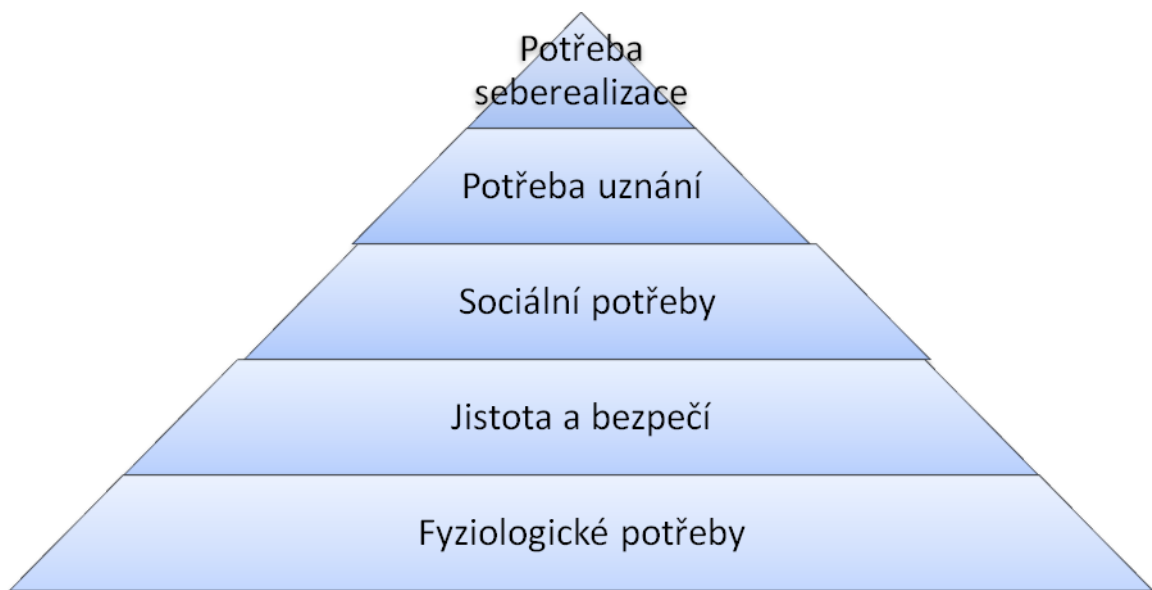 Potřeba
seberealizace
Potřeba uznání
Sociální potřeby
Jistota a bezpečí
Fyziologické potřeby